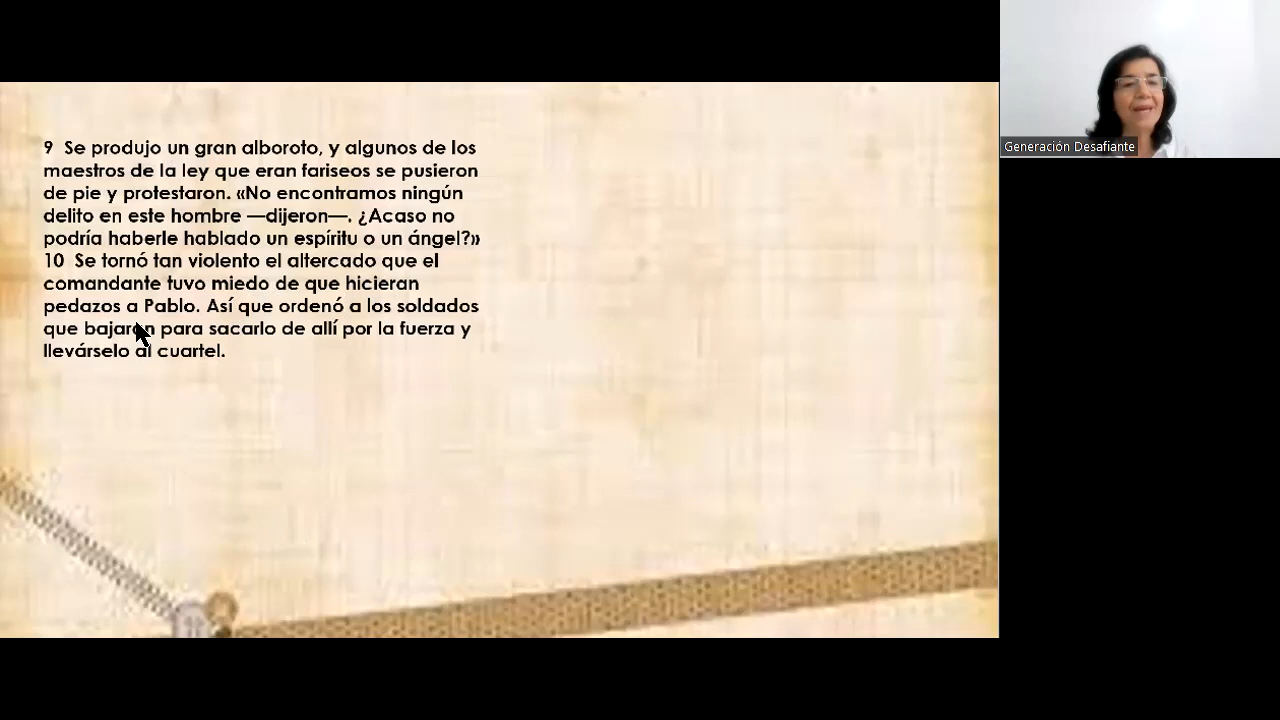 9 Se produjo un gran alboroto, y algunos de los
maestros de la ley que eran fariseos se pusieron
de pie y protestaron. «No encontramos ningún
delito en este hombre —dijeron—. ¿Acaso no
podría haberle hablado un espíritu o un ángel?»
10 Se tornó tan violento el altercado que el
comandante tuvo miedo de que hicieran
pedazos a Pablo. Así que ordenó a los soldados
que bajaran para sacarlo de allí por la fuerza y
llevárselo al cuartel.
Generación Desafiante